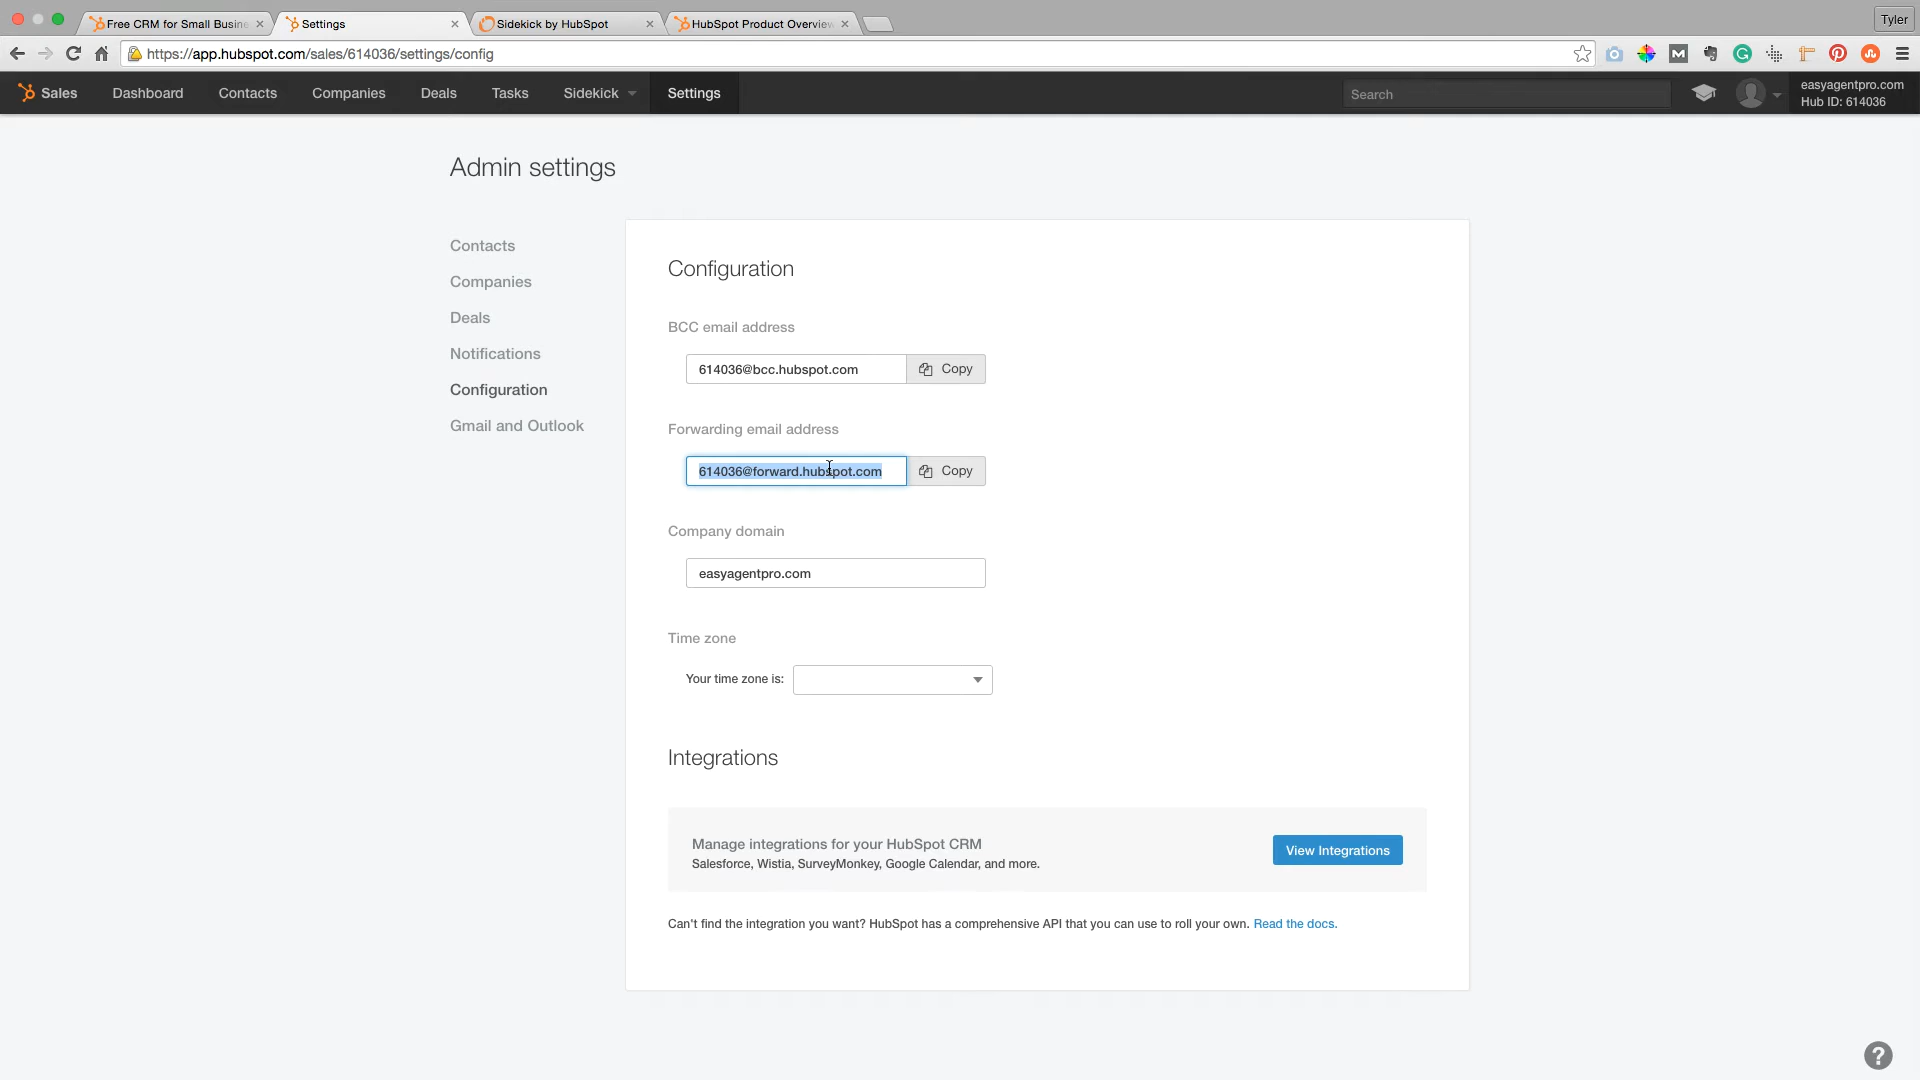 Free CRM for Small Busine
Settings
Sidekick by HubSpot
HubSpot Product Overview
Tyler
https://app.hubspot.com/sales/614036/settings/config
Sales
Dashboard
Contacts
Companies
Deals
Tasks
Sidekick
Settings
Search
easyagentpro.com
Hub ID: 614036
Admin settings
Contacts
Companies
Deals
Notifications
Configuration
Gmail and Outlook
Configuration
BCC email address
614036@bcc.hubspot.com
Copy
Forwarding email address
614036@forward.hubspot.com
Copy
Company domain
easyagentpro.com
Time zone
Your time zone is:
Integrations
Manage integrations for your HubSpot CRM
Salesforce, Wistia, SurveyMonkey, Google Calendar, and more.
View Integrations
Can't find the integration you want? HubSpot has a comprehensive API that you can use to roll your own. Read the docs.